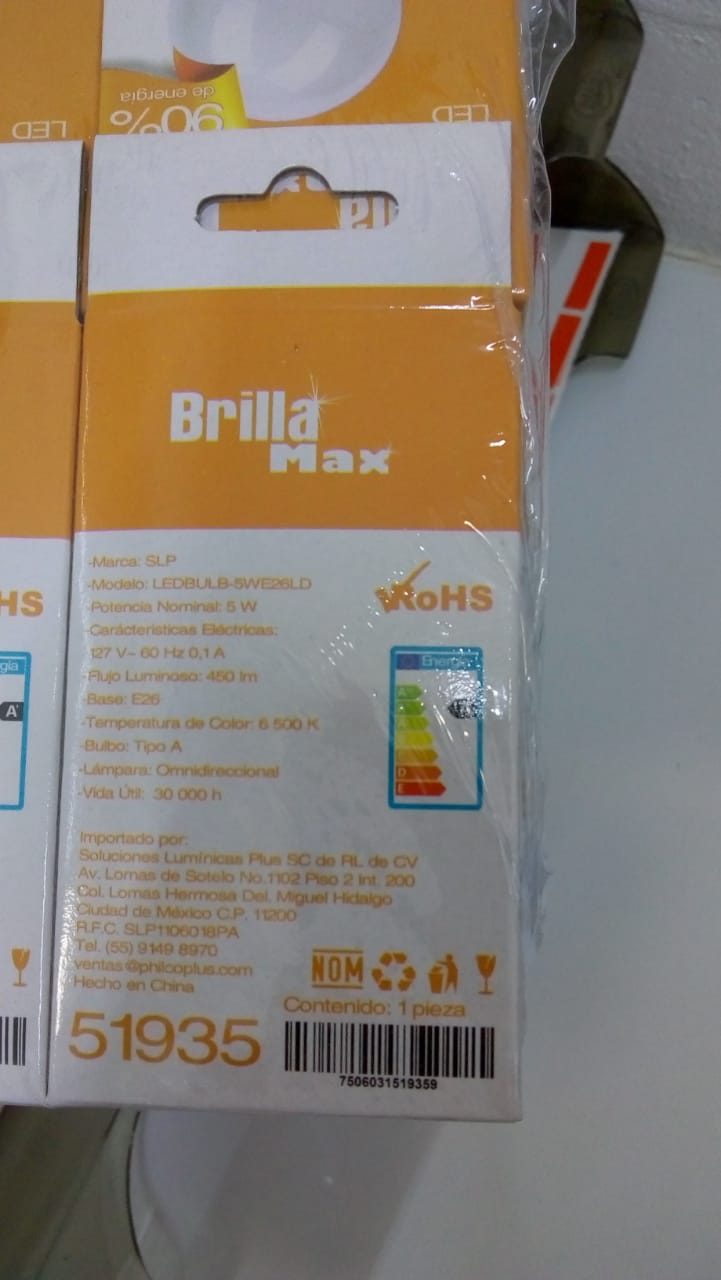 de energía
90%
LED
LED
Brilla
Max
-Marca: SLP
-Modelo: LEDBULB-5WE26LD
-Potencia Nominal: 5 W
-Carácteristicas Eléctricas:
127 V~ 60 Hz 0,1 A
-Flujo Luminoso: 450 lm
-Base: E26
-Temperatura de Color: 6 500 K
-Bulbo: Tipo A
-Lámpara: Omnidireccional
-Vida Útil: 30 000 h
RoHS
HS
Energía
gía
A
A
D
E
A+
Importado por:
Soluciones Lumínicas Plus SC de RL de CV
Av. Lomas de Sotelo No.1102 Piso 2 Int. 200
Col. Lomas Hermosa Del. Miguel Hidalgo
Ciudad de México C.P. 11200
R.F.C. SLP1106018PA
Tel. (55) 9149 8970
ventas@philcoplus.com
Hecho en China
NOM
Contenido: 1 pieza
51935
7506031519359